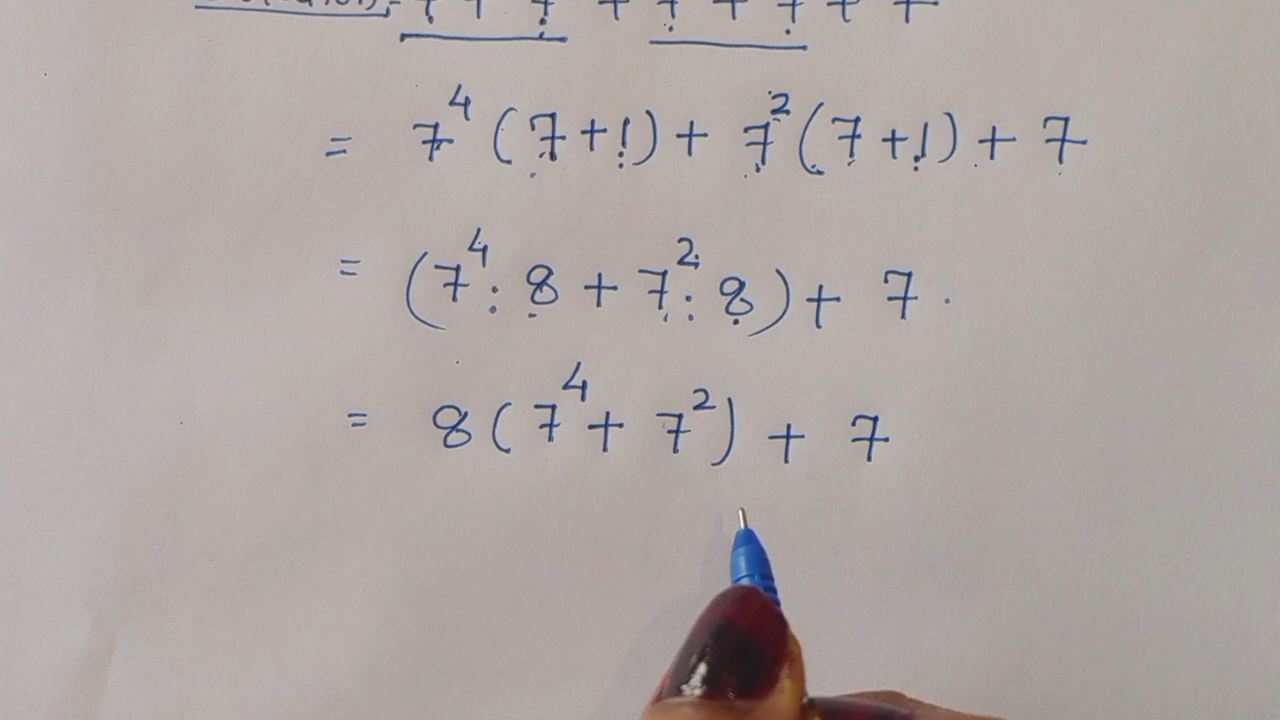 = 7⁴ (7+1) + 7² (7+1) + 7
= (7⁴. 8 + 7². 8) + 7.
= 8 (7⁴ + 7²) + 7